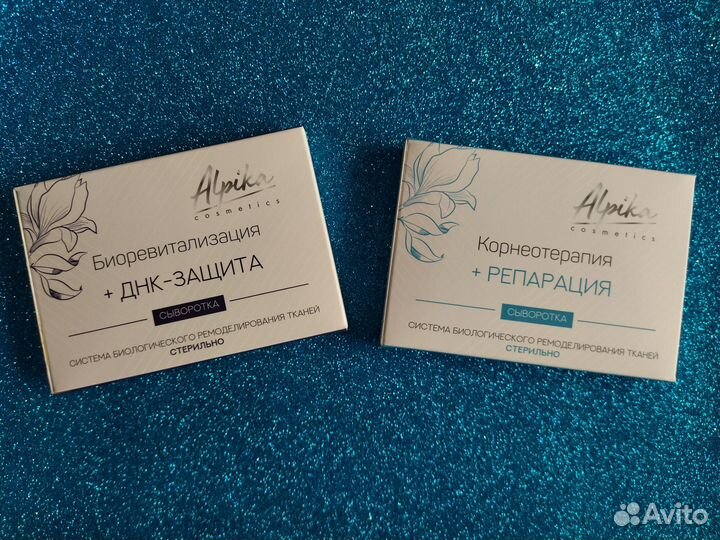 Alpika
cosmetics
Биоревитализация
+ ДНК-ЗАЩИТА
СЫВОРОТКА
СИСТЕМА БИОЛОГИЧЕСКОГО РЕМОДЕЛИРОВАНИЯ ТКАНЕЙ
СТЕРИЛЬНО
Alpika
cosmetics
Корнеотерапия
+ РЕПАРАЦИЯ
СЫВОРОТКА
СИСТЕМА БИОЛОГИЧЕСКОГО РЕМОДЕЛИРОВАНИЯ ТКАНЕЙ
СТЕРИЛЬНО
Avito